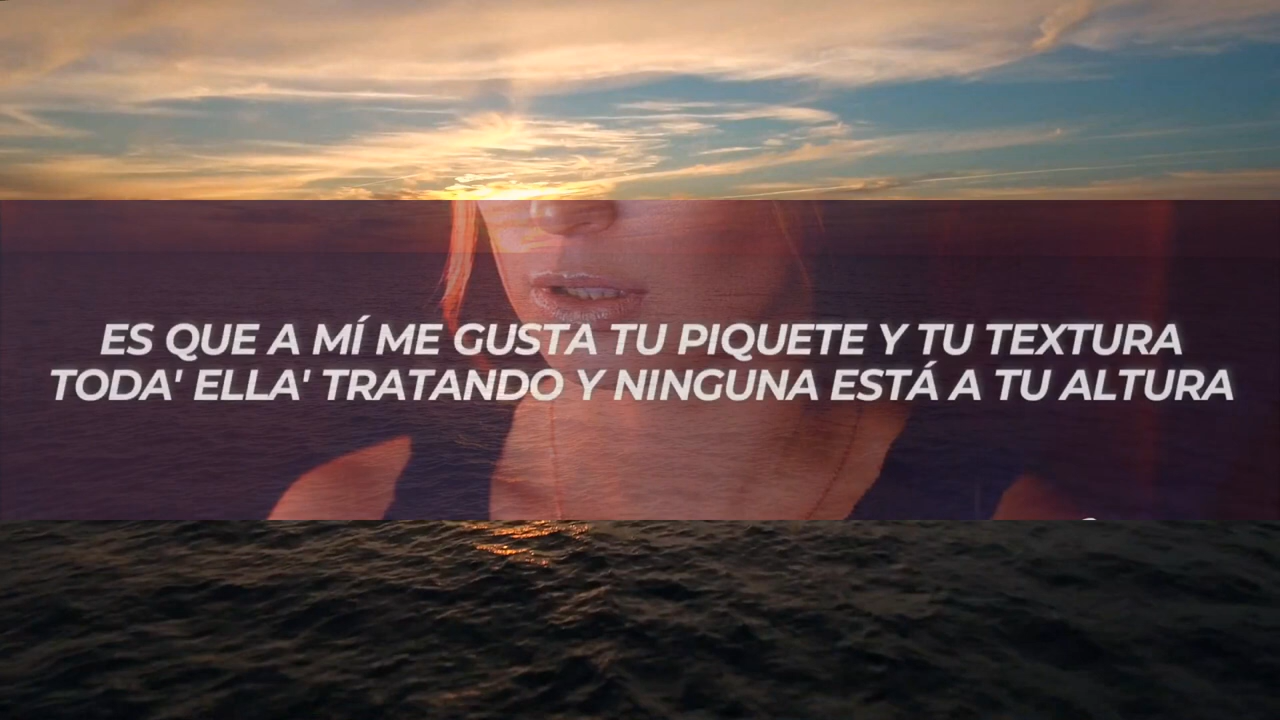 ES QUE A MÍ ME GUSTA TU PIQUETE Y TU TEXTURA
TODA' ELLA' TRATANDO Y NINGUNA ESTÁ A TU ALTURA